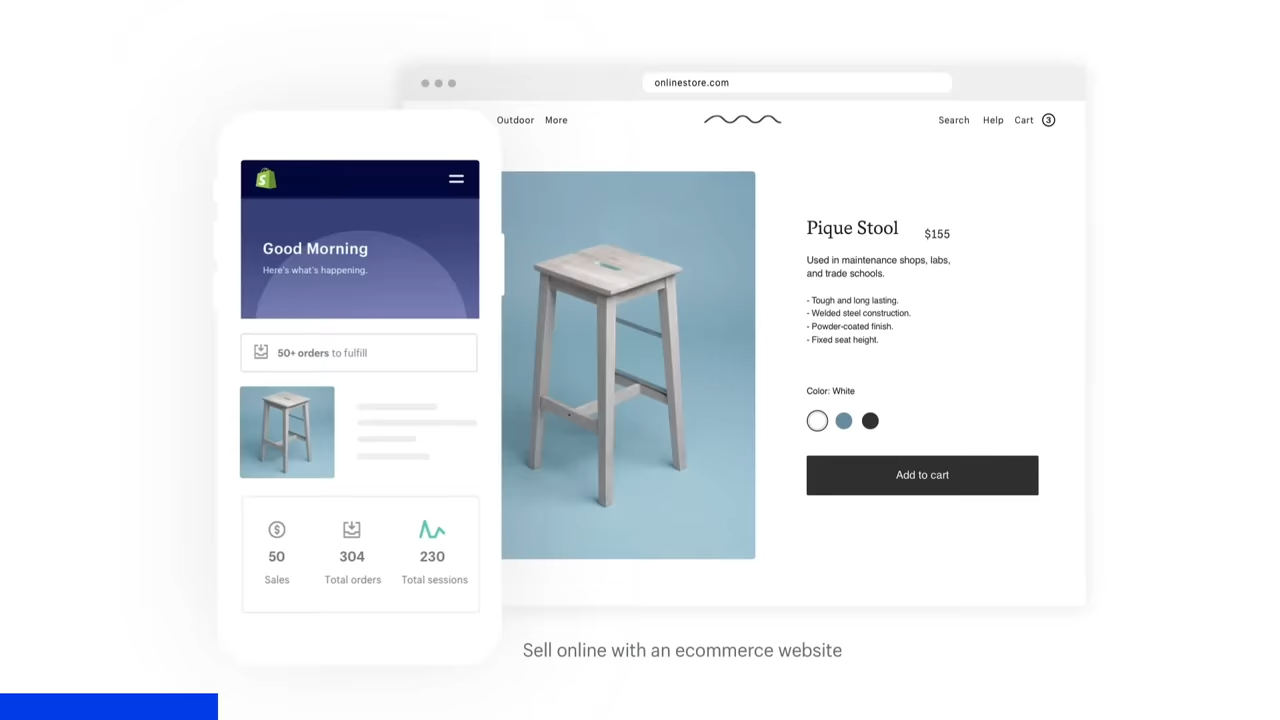 onlinestore.com
Outdoor More
Search Help Cart 3
Good Morning
Here's what's happening.
50+ orders to fulfill
50
Sales
304
Total orders
230
Total sessions
Pique Stool $155
Used in maintenance shops, labs,
and trade schools.
- Tough and long lasting.
- Welded steel construction.
- Powder-coated finish.
- Fixed seat height.
Color: White
Add to cart
Sell online with an ecommerce website